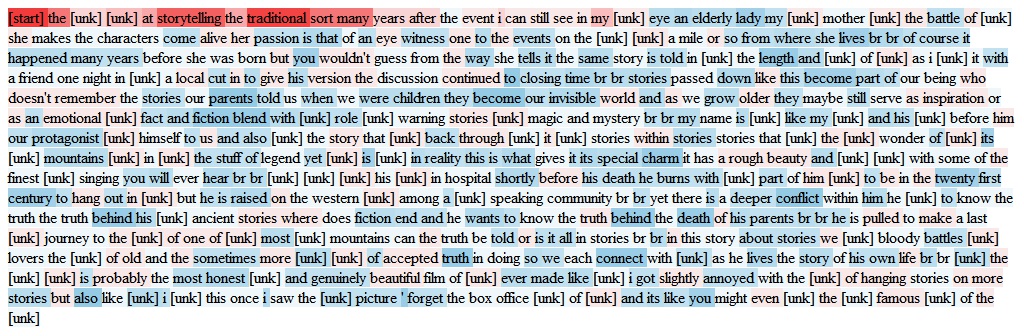 [start] the [unk] [unk] at storytelling the traditional sort many years after the event i can still see in my [unk] eye an elderly lady my [unk] mother [unk] the battle of [unk]
she makes the characters come alive her passion is that of an eye witness one to the events on the [unk] [unk] a mile or so from where she lives br br of course it
happened many years before she was born but you wouldn't guess from the way she tells it the same story is told in [unk] the length and [unk] of [unk] as i [unk] it with
a friend one night in [unk] a local cut in to give his version the discussion continued to closing time br br stories passed down like this become part of our being who
doesn't remember the stories our parents told us when we were children they become our invisible world and as we grow older they maybe still serve as inspiration or
as an emotional [unk] fact and fiction blend with [unk] role [unk] warning stories [unk] magic and mystery br br my name is [unk] like my [unk] and his [unk] before him
our protagonist [unk] himself to us and also [unk] the story that [unk] back through [unk] it [unk] stories within stories stories that [unk] the [unk] wonder of [unk] its
[unk] mountains [unk] in [unk] the stuff of legend yet [unk] is [unk] in reality this is what gives it its special charm it has a rough beauty and [unk] [unk] with some of the
finest [unk] singing you will ever hear br br [unk] [unk] [unk] his [unk] in hospital shortly before his death he burns with [unk] part of him [unk] to be in the twenty first
century to hang out in [unk] but he is raised on the western [unk] among a [unk] speaking community br br yet there is a deeper conflict within him he [unk] to know the
truth the truth behind his [unk] ancient stories where does fiction end and he wants to know the truth behind the death of his parents br br he is pulled to make a last
[unk] journey to the [unk] of one of [unk] most [unk] mountains can the truth be told or is it all in stories br br in this story about stories we [unk] bloody battles [unk]
lovers the [unk] of old and the sometimes more [unk] [unk] of accepted truth in doing so we each connect with [unk] as he lives the story of his own life br br [unk] the
[unk] [unk] is probably the most honest [unk] and genuinely beautiful film of [unk] ever made like [unk] i got slightly annoyed with the [unk] of hanging stories on more
stories but also like [unk] i [unk] this once i saw the [unk] picture ' forget the box office [unk] of [unk] and its like you might even [unk] the [unk] famous [unk] of the
[unk]